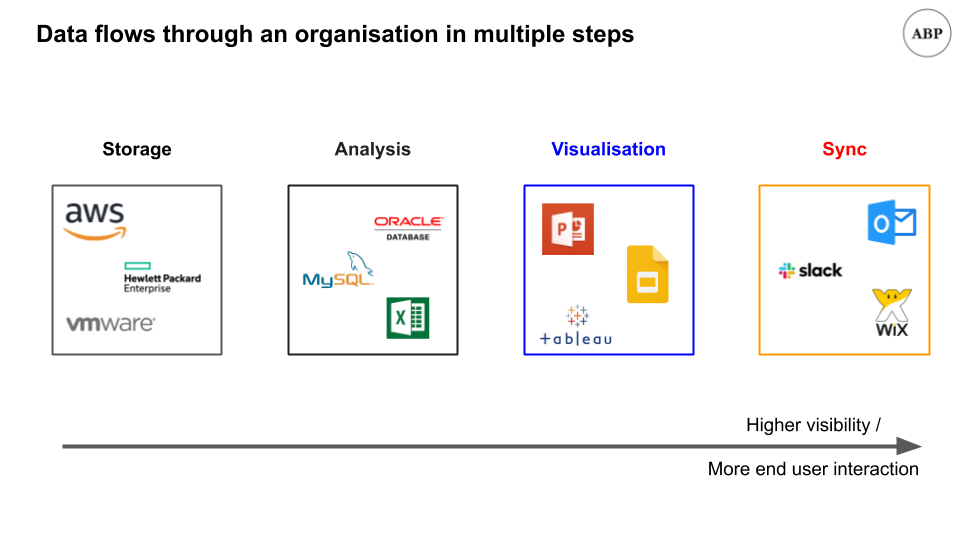 Data flows through an organisation in multiple steps
ABP
Storage
Analysis
Visualisation
Sync
aws
Hewlett Packard
Enterprise
vmware®
ORACLE®
DATABASE
MySQL
X
P
+ableau
O
slack
WiX
Higher visibility /
More end user interaction